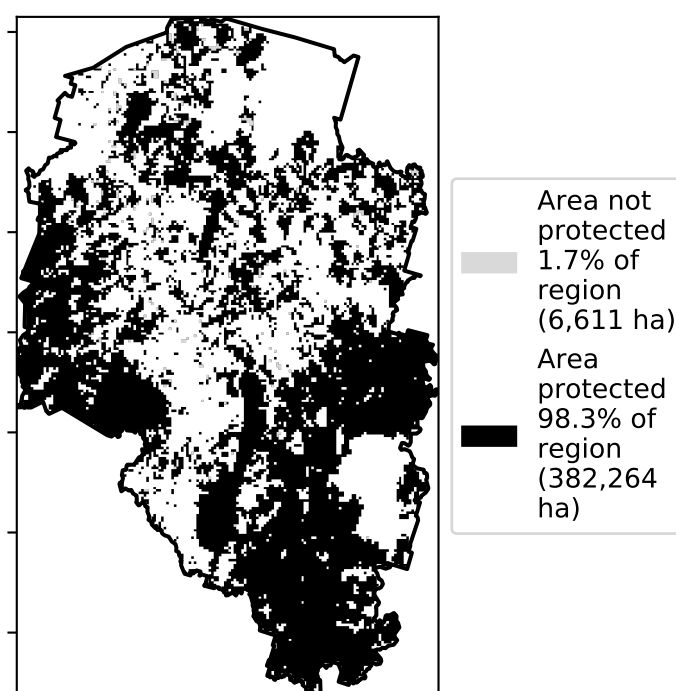 Area not
protected
1.7% of
region
(6,611 ha)
Area
protected
98.3% of
region
(382,264
ha)